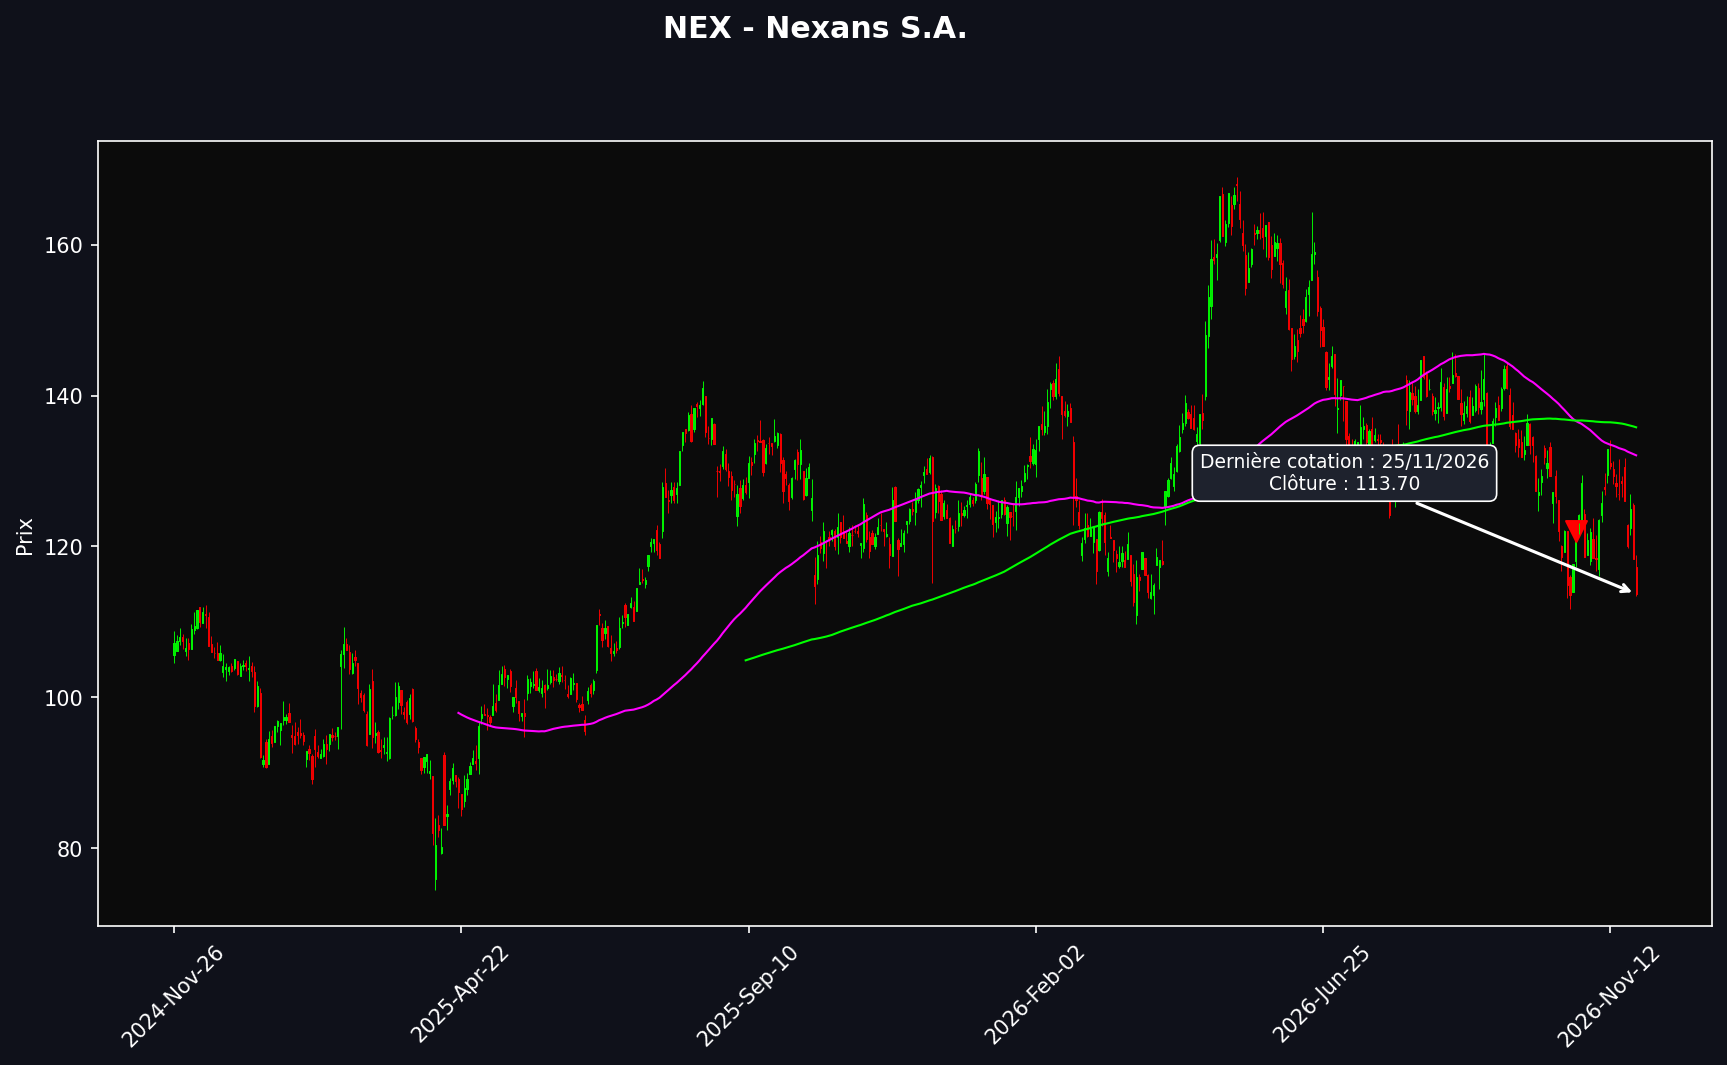 NEX - Nexans S.A.
Prix
160
140
120
100
80
Dernière cotation : 25/11/2026
Clôture : 113.70
2024-Nov-26
2025-Apr-22
2025-Sep-10
2026-Feb-02
2026-Jun-25
2026-Nov-12